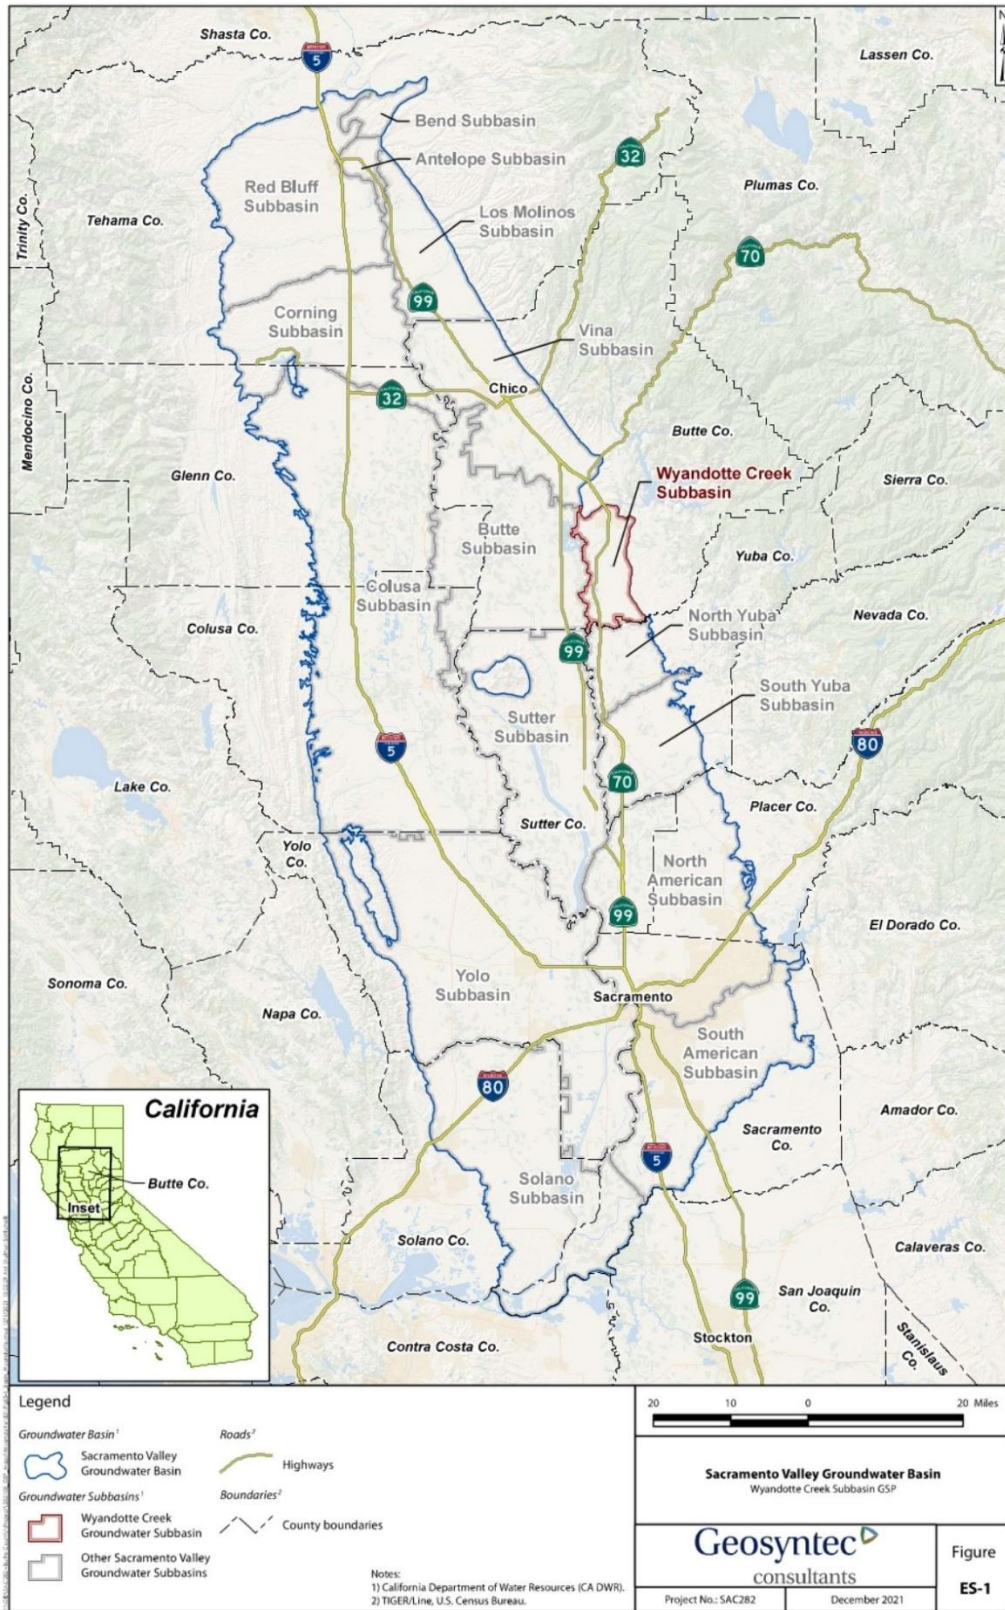 Shasta Co.
Lassen Co.
N
5
Bend Subbasin
Antelope Subbasin
32
Red Bluff
Subbasin
Plumas Co.
Trinity Co.
Tehama Co.
Los Molinos
Subbasin
70
99
Corning
Subbasin
Vina
Subbasin
Chico
32
Mendocino Co.
Butte Co.
Glenn Co.
Wyandotte Creek
Subbasin
Sierra Co.
Butte
Subbasin
Yuba Co.
Colusa
Subbasin
Colusa Co.
North Yuba
Subbasin
Nevada Co.
99
South Yuba
Subbasin
Sutter
Subbasin
5
80
70
Lake Co.
Placer Co.
Sutter Co.
Yolo
Co.
North
American
Subbasin
99
El Dorado Co.
Sonoma Co.
Yolo
Subbasin
Sacramento
Napa Co.
South
American
Subbasin
80
California
Amador Co.
Sacramento
Co.
5
Butte Co.
Inset
Solano
Subbasin
Solano Co.
Calaveras Co.
99
San Joaquin
Co.
Stockton
Contra Costa Co.
Stanislaus
Co.
Legend
Groundwater Basin¹
Sacramento Valley
Groundwater Basin
Groundwater Subbasins¹
Wyandotte Creek
Groundwater Subbasin
Other Sacramento Valley
Groundwater Subbasins
Roads²
Highways
Boundaries²
County boundaries
Notes:
1) California Department of Water Resources (CA DWR).
2) TIGER/Line, U.S. Census Bureau.
20 10 0 20 Miles
Sacramento Valley Groundwater Basin
Wyandotte Creek Subbasin GSP
Geosyntec
consultants
Project No.: SAC282
December 2021
Figure
ES-1